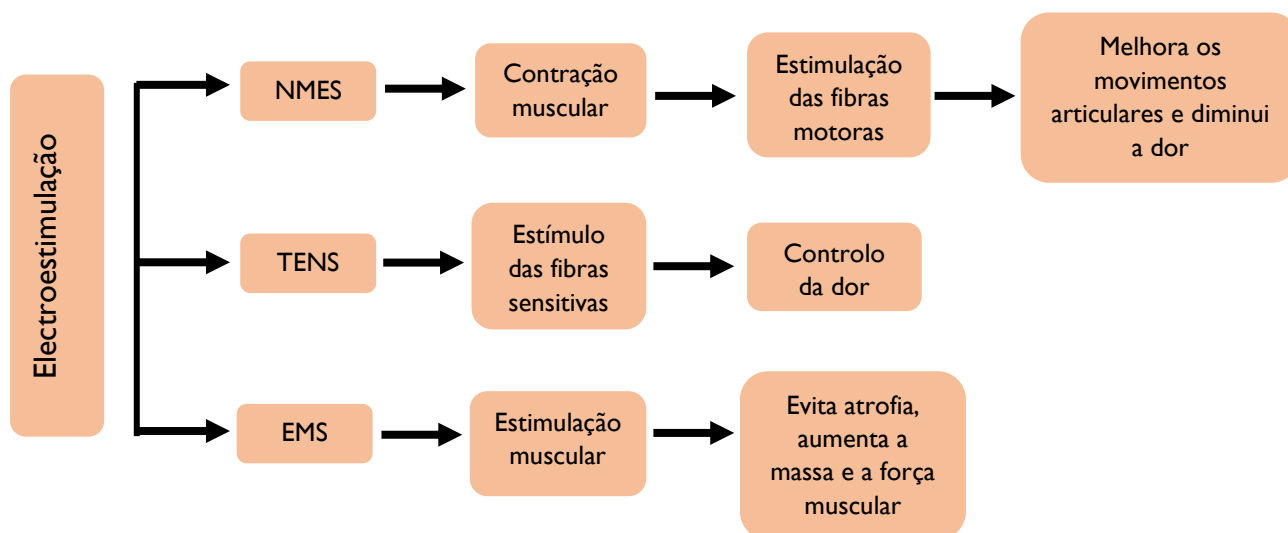 Electroestimulação
NMES
Contração
muscular
Estimulação
das fibras
motoras
Melhora os
movimentos
articulares e diminui
a dor
TENS
Estímulo
das fibras
sensitivas
Controlo
da dor
EMS
Estimulação
muscular
Evita atrofia,
aumenta a
massa e a força
muscular